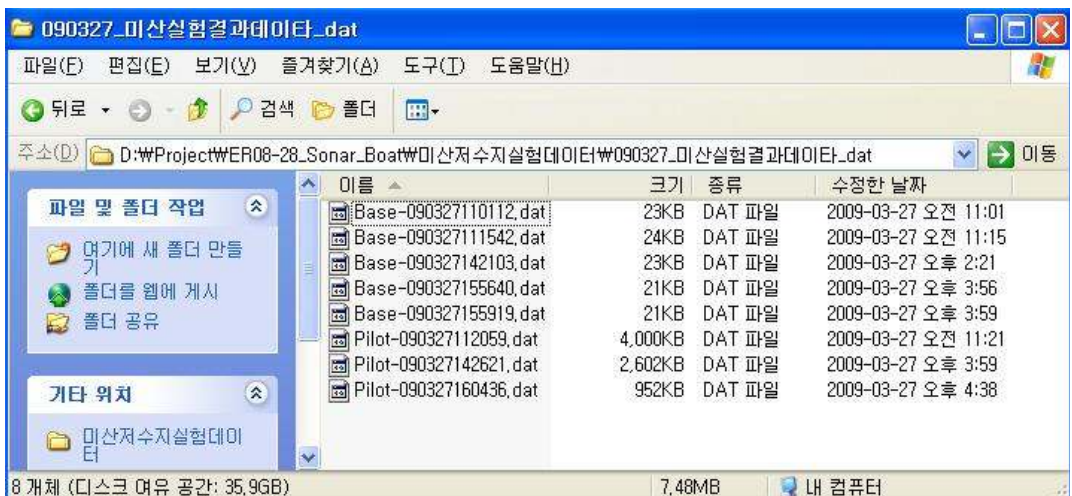 090327_미산실험결과데이타_dat
파일(F) 편집(E) 보기(V) 즐겨찾기(A) 도구(T) 도움말(H)
뒤로 검색 폴더
주소(D) D:₩Project₩ER08-28_Sonar_Boat₩미산저수지실험데이터₩090327_미산실험결과데이타_dat 이동
파일 및 폴더 작업
여기에 새 폴더 만들
기
폴더를 웹에 게시
폴더 공유
기타 위치
미산저수지실험데이
터
이름 크기 종류 수정한 날짜
Base-090327110112.dat 23KB DAT 파일 2009-03-27 오전 11:01
Base-090327111542.dat 24KB DAT 파일 2009-03-27 오전 11:15
Base-090327142103.dat 23KB DAT 파일 2009-03-27 오후 2:21
Base-090327155640.dat 21KB DAT 파일 2009-03-27 오후 3:56
Base-090327155919.dat 21KB DAT 파일 2009-03-27 오후 3:59
Pilot-090327112059.dat 4,000KB DAT 파일 2009-03-27 오전 11:21
Pilot-090327142621.dat 2,602KB DAT 파일 2009-03-27 오후 3:59
Pilot-090327160436.dat 952KB DAT 파일 2009-03-27 오후 4:38
8 개체 (디스크 여유 공간: 35.9GB) 7.48MB 내 컴퓨터